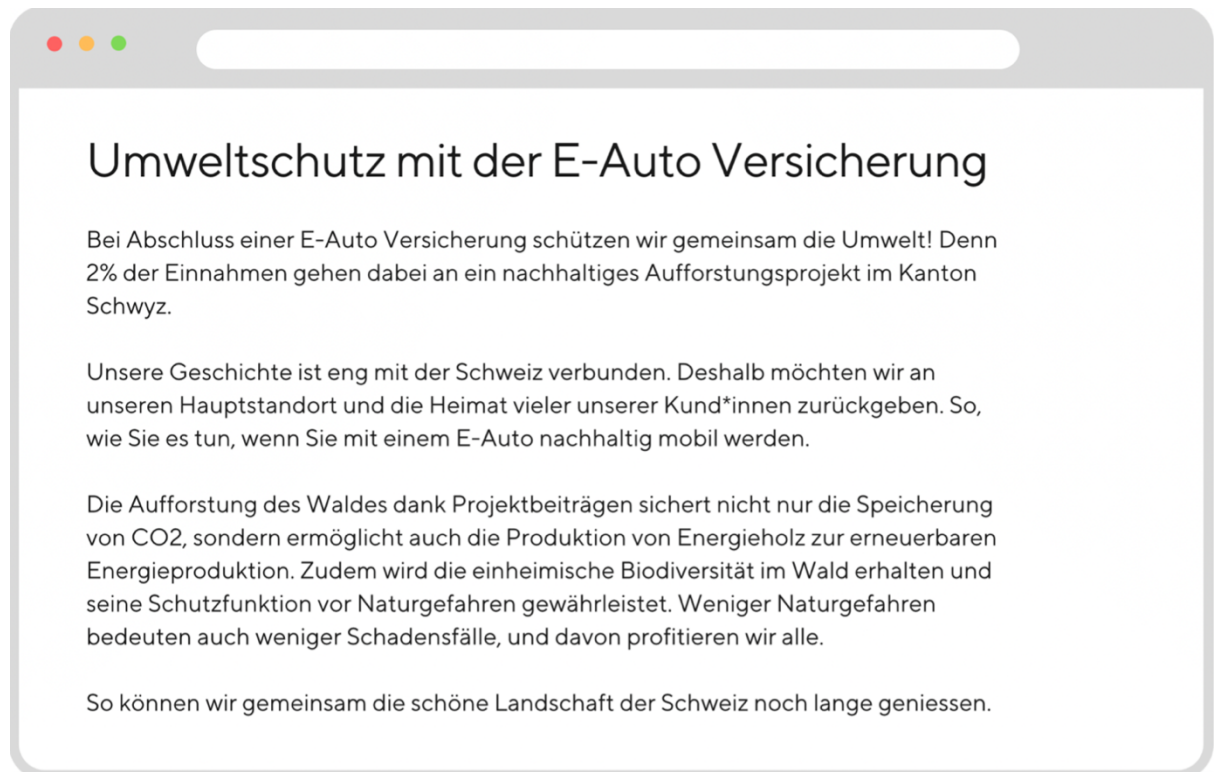 Umweltschutz mit der E-Auto Versicherung
Bei Abschluss einer E-Auto Versicherung schützen wir gemeinsam die Umwelt! Denn
2% der Einnahmen gehen dabei an ein nachhaltiges Aufforstungsprojekt im Kanton
Schwyz.
Unsere Geschichte ist eng mit der Schweiz verbunden. Deshalb möchten wir an
unseren Hauptstandort und die Heimat vieler unserer Kund*innen zurückgeben. So,
wie Sie es tun, wenn Sie mit einem E-Auto nachhaltig mobil werden.
Die Aufforstung des Waldes dank Projektbeiträgen sichert nicht nur die Speicherung
von CO2, sondern ermöglicht auch die Produktion von Energieholz zur erneuerbaren
Energieproduktion. Zudem wird die einheimische Biodiversität im Wald erhalten und
seine Schutzfunktion vor Naturgefahren gewährleistet. Weniger Naturgefahren
bedeuten auch weniger Schadensfälle, und davon profitieren wir alle.
So können wir gemeinsam die schöne Landschaft der Schweiz noch lange geniessen.